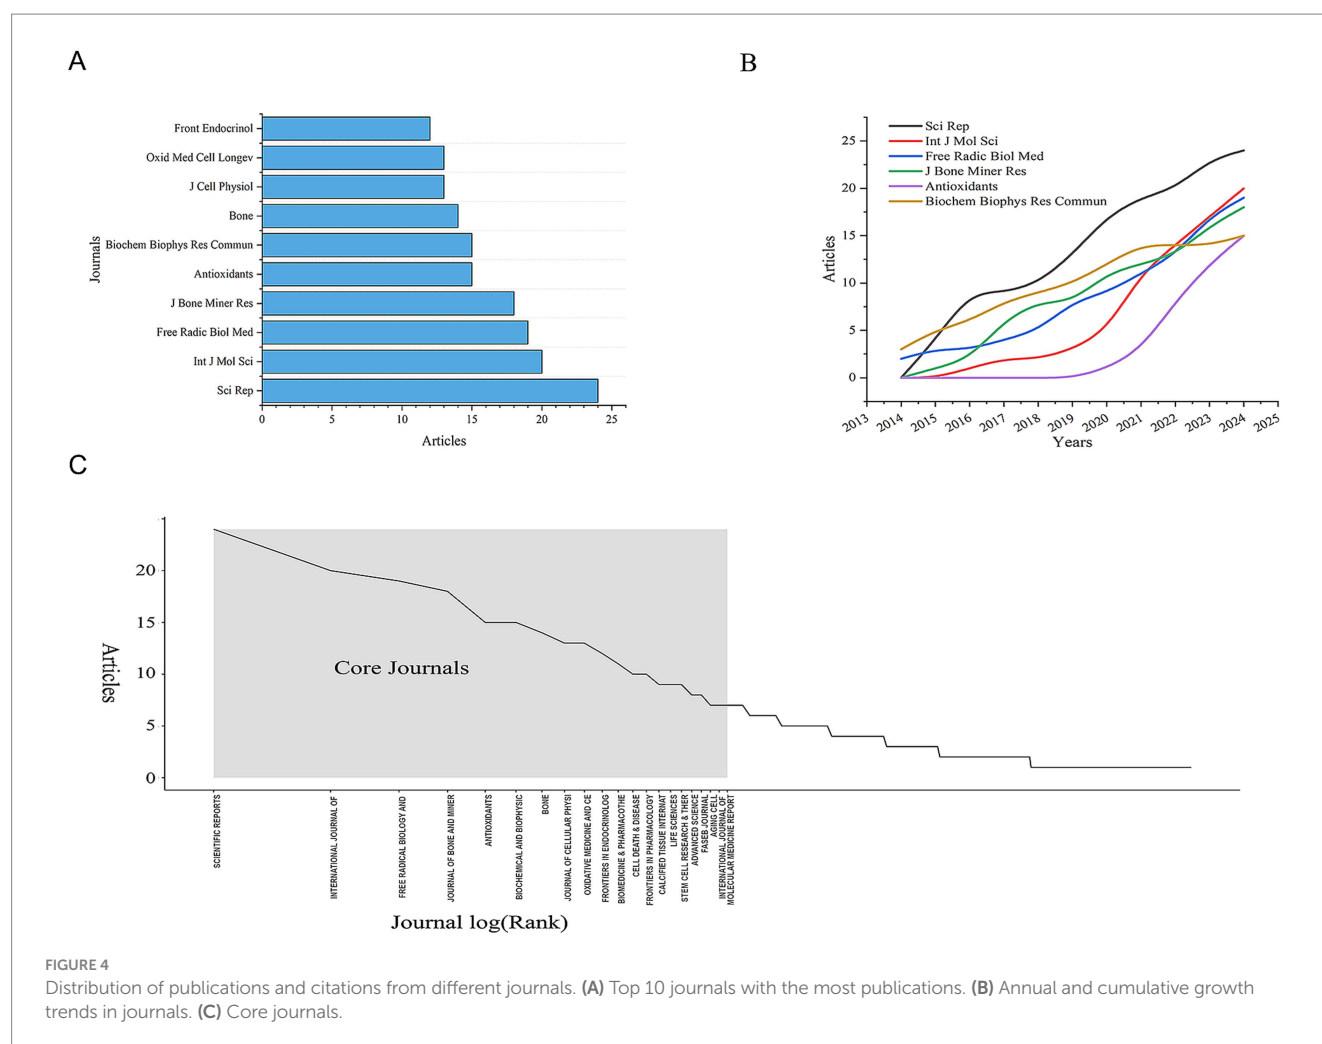 A
Journals
Front Endocrinol
Oxid Med Cell Longev
J Cell Physiol
Bone
Biochem Biophys Res Commun
Antioxidants
J Bone Miner Res
Free Radic Biol Med
Int J Mol Sci
Sci Rep
0 5 10 15 20 25
Articles
B
Sci Rep
Int J Mol Sci
Free Radic Biol Med
J Bone Miner Res
Antioxidants
Biochem Biophys Res Commun
Articles
25
20
15
10
5
0
2013 2014 2015 2016 2017 2018 2019 2020 2021 2022 2023 2024 2025
Years
C
Articles
20
15
10
5
0
Core Journals
SCIENTIFIC REPORTS
INTERNATIONAL JOURNAL OF
FREE RADICAL BIOLOGY AND
JOURNAL OF BONE AND MINER
ANTIOXIDANTS
BIOCHEMICAL AND BIOPHYSIC
BONE
JOURNAL OF CELLULAR PHYSI
OXIDATIVE MEDICINE AND CE
FRONTIERS IN ENDOCRINOLOG
BIOMEDICINE & PHARMACOTHE
CELL DEATH & DISEASE
FRONTIERS IN PHARMACOLOGY
CALCIFIED TISSUE INTERNAT
LIFE SCIENCES
STEM CELL RESEARCH & THER
ADVANCED SCIENCE
FASEB JOURNAL
AGING CELL
INTERNATIONAL JOURNAL OF
MOLECULAR MEDICINE REPORT
Journal log(Rank)
FIGURE 4
Distribution of publications and citations from different journals. (A) Top 10 journals with the most publications. (B) Annual and cumulative growth
trends in journals. (C) Core journals.